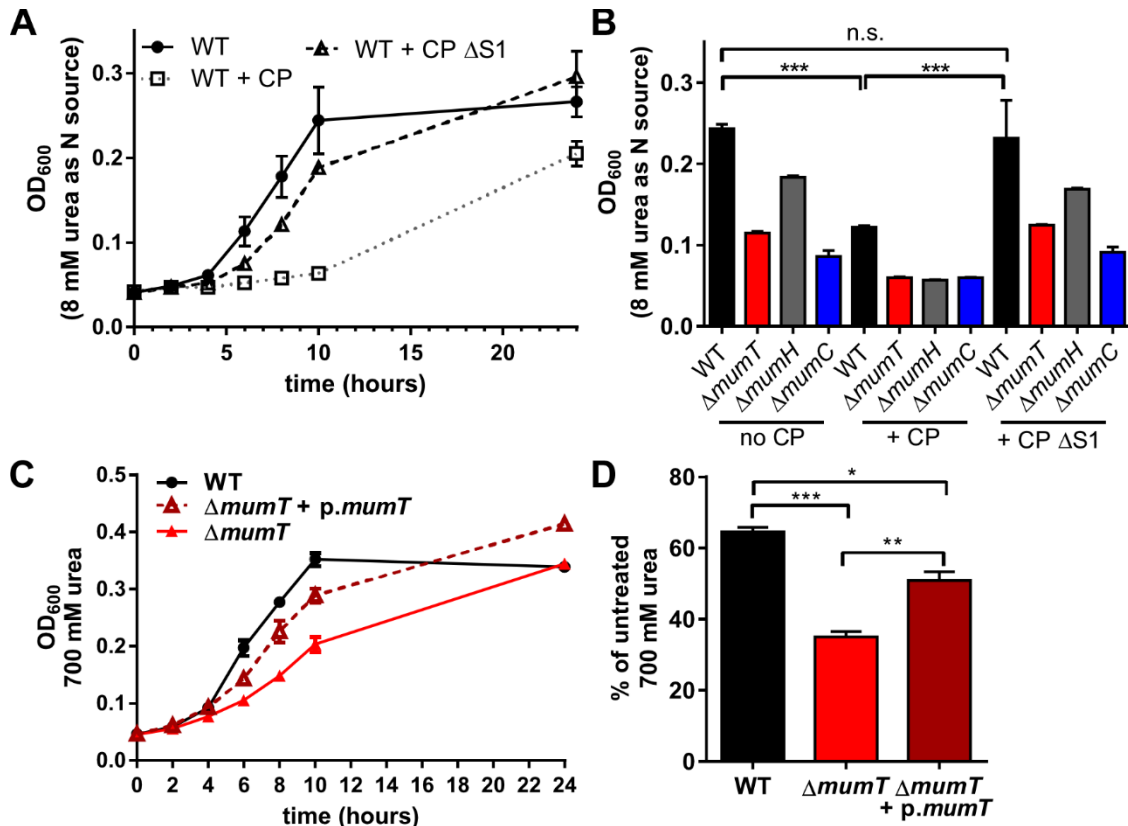 A
WT
WT + CP ΔS1
WT + CP
OD600
(8 mM urea as N source)
0.3
0.2
0.1
0.0
0 5 10 15 20
time (hours)
B
n.s.
*** ***
OD600
(8 mM urea as N source)
0.3
0.2
0.1
0.0
WT ΔmumT ΔmumH ΔmumC WT ΔmumT ΔmumH ΔmumC WT ΔmumT ΔmumH ΔmumC
no CP + CP + CP ΔS1
C
WT
ΔmumT + p.mumT
ΔmumT
OD600
700 mM urea
0.5
0.4
0.3
0.2
0.1
0.0
0 2 4 6 8 10 12 14 16 18 20 22 24
time (hours)
D
*
***
**
% of untreated
700 mM urea
80
60
40
20
0
WT ΔmumT ΔmumT
+ p.mumT